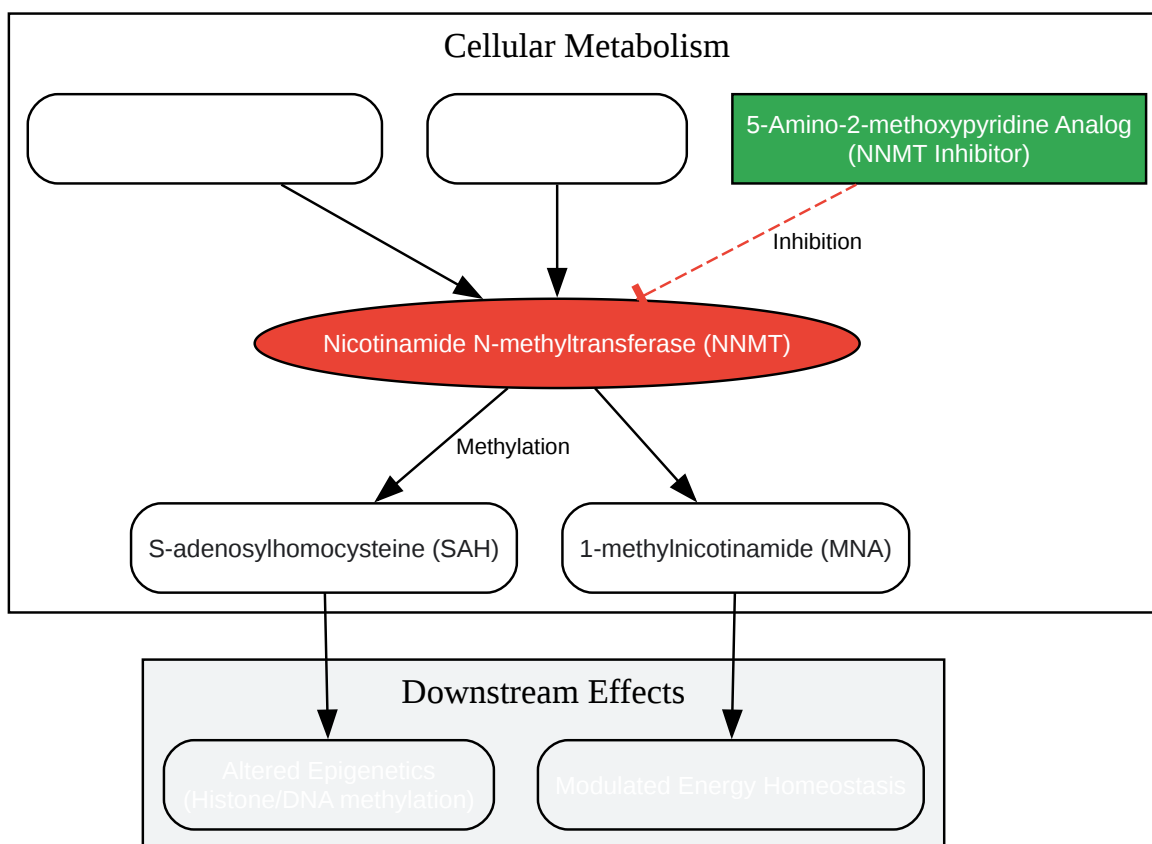 Cellular Metabolism
5-Amino-2-methoxypyridine Analog
(NNMT Inhibitor)
Inhibition
Nicotinamide N-methyltransferase (NNMT)
Methylation
S-adenosylhomocysteine (SAH)
1-methylnicotinamide (MNA)
Downstream Effects
Altered Epigenetics
(Histone/DNA methylation)
Modulated Energy Homeostasis